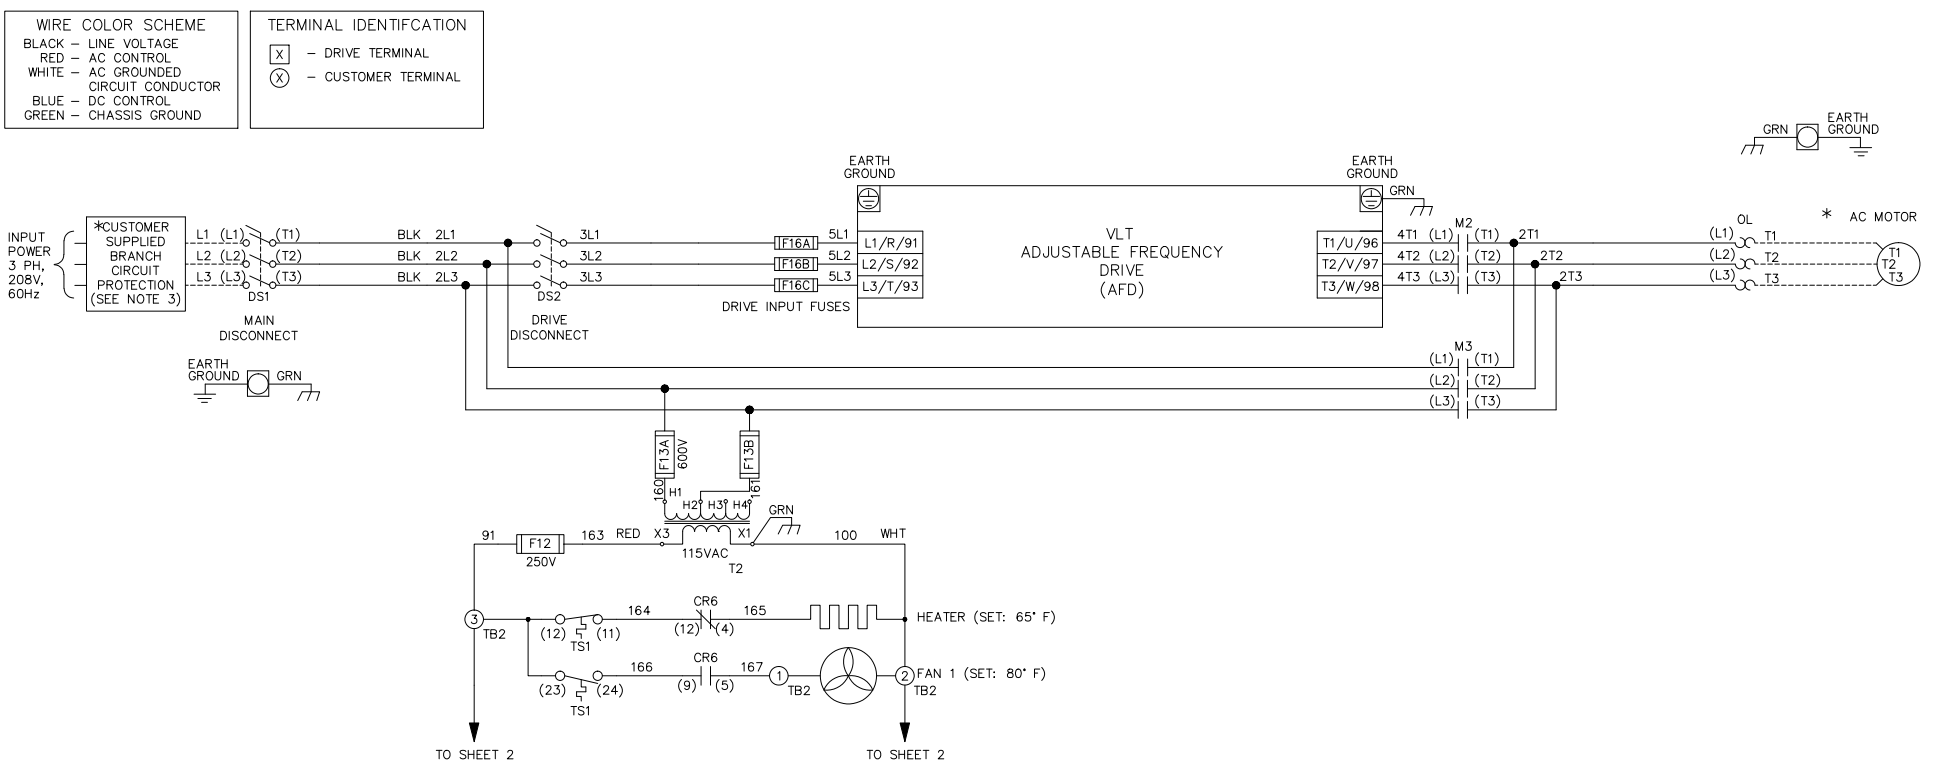 WIRE COLOR SCHEME
BLACK – LINE VOLTAGE
RED – AC CONTROL
WHITE – AC GROUNDED
CIRCUIT CONDUCTOR
BLUE – DC CONTROL
GREEN – CHASSIS GROUND
TERMINAL IDENTIFCATION
X – DRIVE TERMINAL
X – CUSTOMER TERMINAL
GRN
EARTH
GROUND
INPUT
POWER
3 PH,
208V,
60Hz
*CUSTOMER
SUPPLIED
BRANCH
CIRCUIT
PROTECTION
(SEE NOTE 3)
L1 (L1) (T1)
L2 (L2) (T2)
L3 (L3) (T3)
DS1
MAIN
DISCONNECT
BLK 2L1
BLK 2L2
BLK 2L3
3L1
3L2
3L3
DS2
DRIVE
DISCONNECT
F16A 5L1
F16B 5L2
F16C 5L3
DRIVE INPUT FUSES
EARTH
GROUND
L1/R/91
L2/S/92
L3/T/93
VLT
ADJUSTABLE FREQUENCY
DRIVE
(AFD)
EARTH
GROUND
GRN
T1/U/96
T2/V/97
T3/W/98
M2
4T1 (L1) (T1) 2T1
4T2 (L2) (T2) 2T2
4T3 (L3) (T3) 2T3
OL
(L1) T1
(L2) T2
(L3) T3
* AC MOTOR
T1
T2
T3
EARTH
GROUND
GRN
M3
(L1) (T1)
(L2) (T2)
(L3) (T3)
F13A
600V
F13B
160
161
H1
H2
H3
H4
GRN
91
F12
250V
163
RED
X3
X1
115VAC
T2
100
WHT
3
TB2
(12) (11)
TS1
164
CR6
(12) (4)
165
HEATER (SET: 65° F)
(23) (24)
TS1
166
CR6
(9) (5)
167
1
TB2
2
TB2
FAN 1 (SET: 80° F)
TO SHEET 2
TO SHEET 2